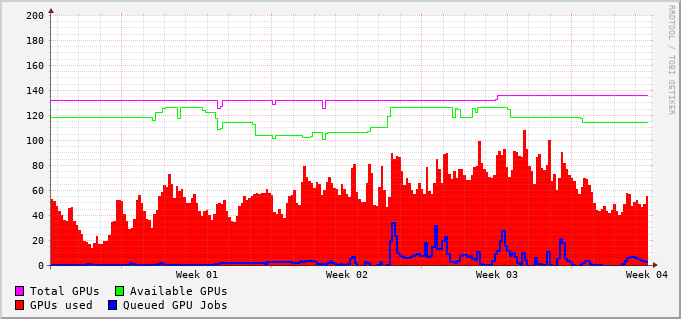 200
180
160
140
120
100
80
60
40
20
0
Week 01 Week 02 Week 03 Week 04
Total GPUs Available GPUs
GPUs used Queued GPU Jobs
RRDTOOL / TOBI OETIKER